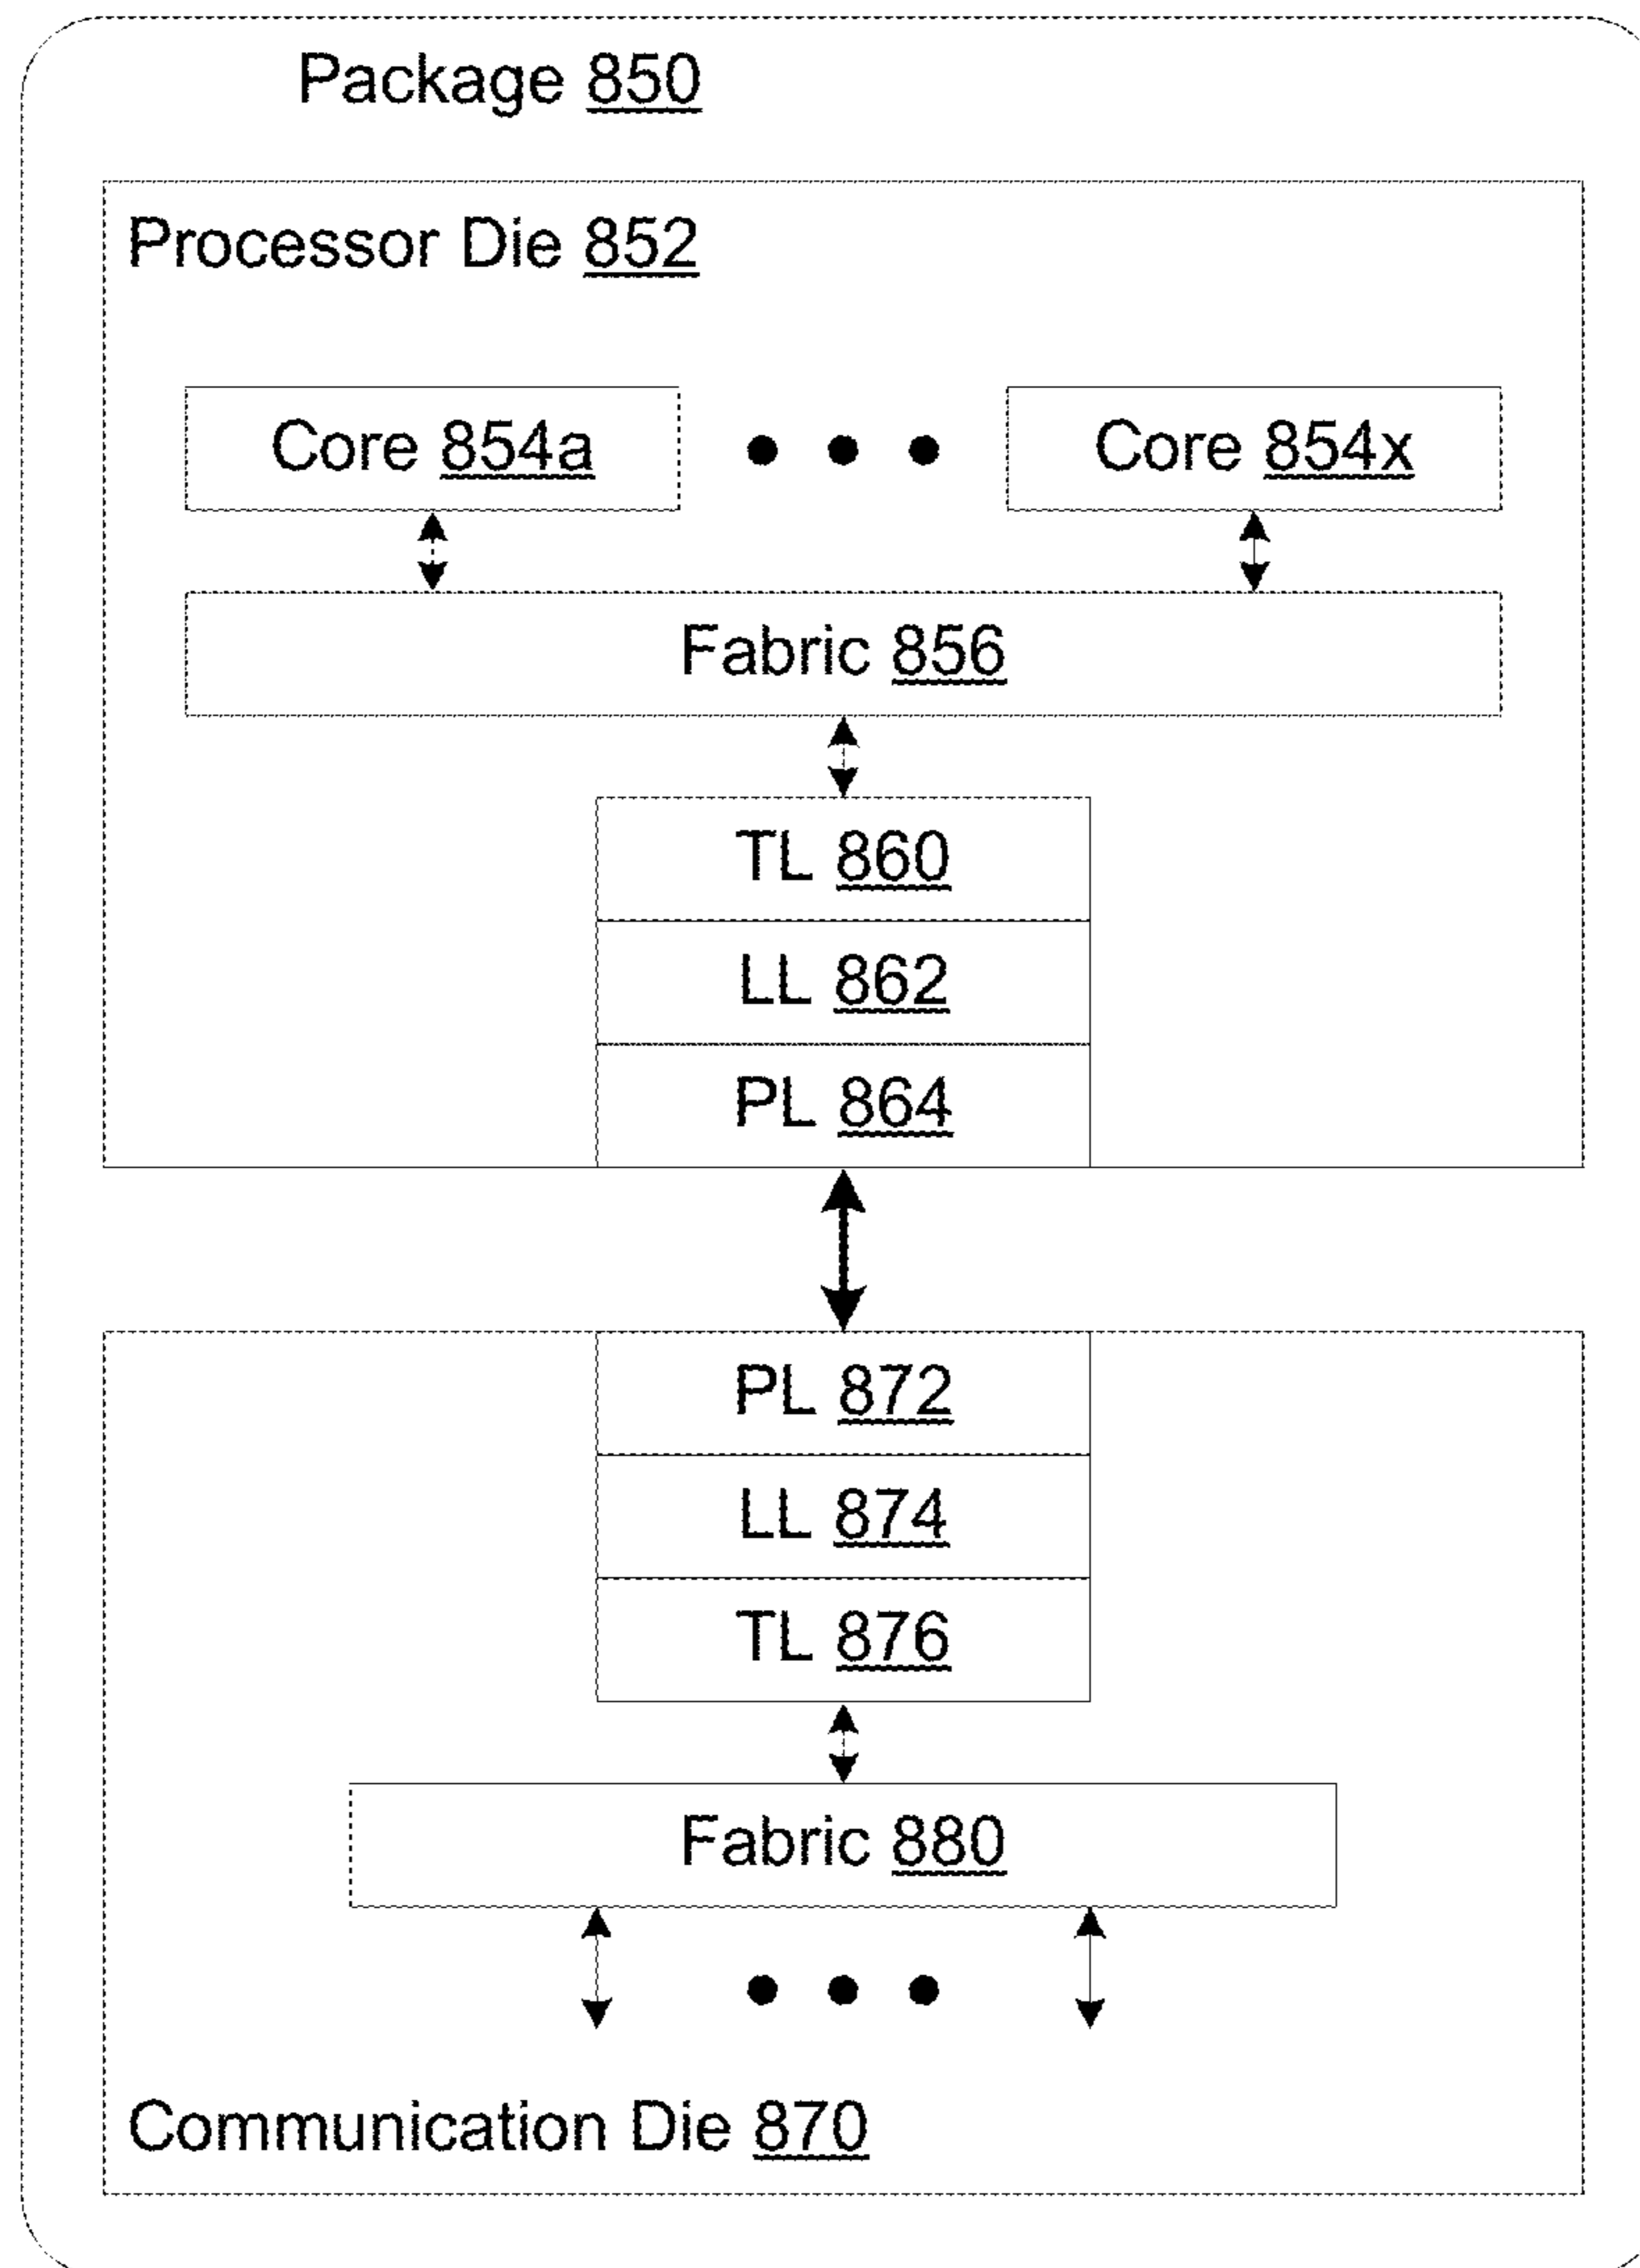 Package 850
Processor Die 852
Core 854a
Core 854x
Fabric 856
TL 860
LL 862
PL 864
PL 872
LL 874
TL 876
Fabric 880
Communication Die 870